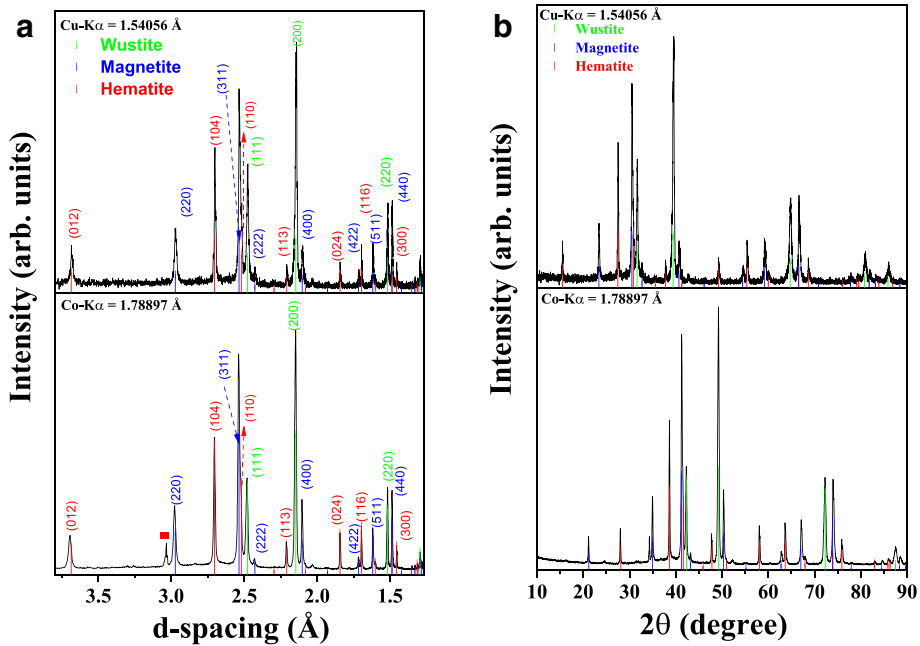 a
Cu-Kα = 1.54056 Å
Wustite
Magnetite
Hematite
(012)
(220)
(104)
(311)
(110)
(111)
(222)
(113)
(200)
(400)
(024)
(422)
(116)
(511)
(220)
(440)
(300)
Co-Kα = 1.78897 Å
(012)
(220)
(104)
(311)
(110)
(111)
(222)
(113)
(200)
(400)
(024)
(422)
(116)
(511)
(220)
(440)
(300)
Intensity (arb. units)
3.5 3.0 2.5 2.0 1.5
d-spacing (Å)
b
Cu-Kα = 1.54056 Å
Wustite
Magnetite
Hematite
Co-Kα = 1.78897 Å
Intensity (arb. units)
10 20 30 40 50 60 70 80 90
2θ (degree)